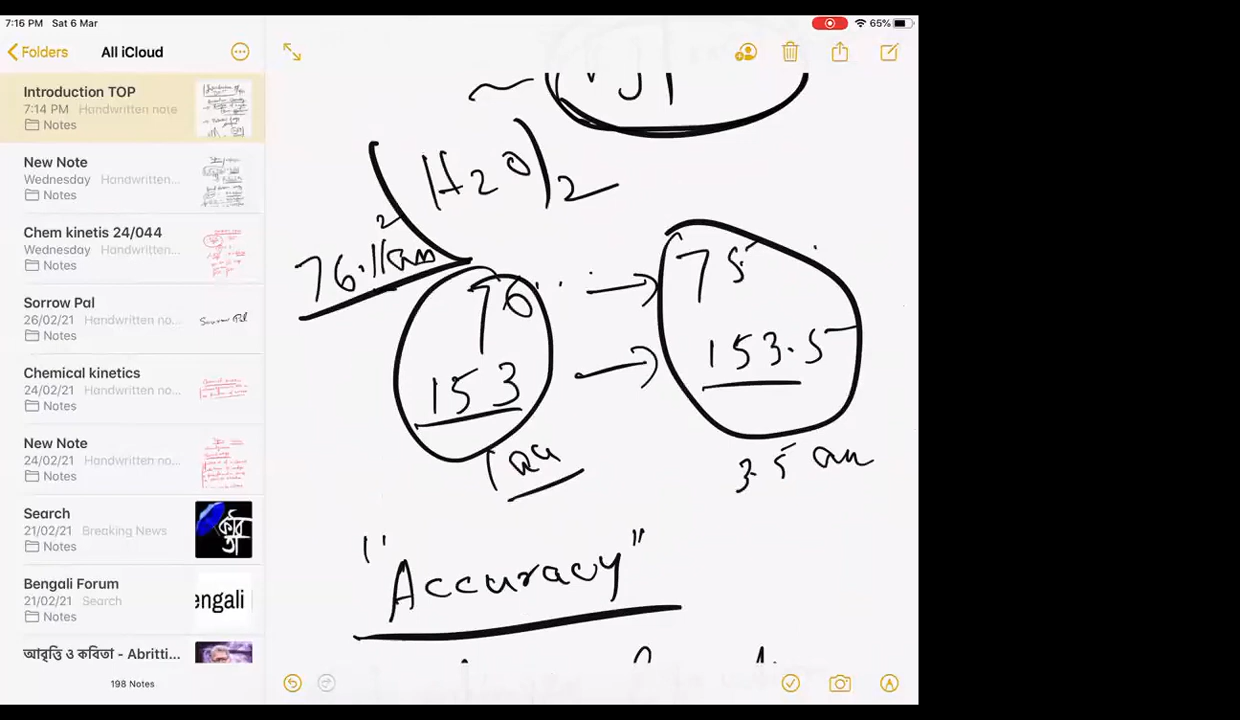 7:16 PM Sat 6 Mar
65%
Folders
All iCloud
Introduction TOP
7:14 PM Handwritten note
Notes
New Note
Wednesday Handwritten...
Notes
Chem kinetis 24/044
Wednesday Handwritten...
Notes
Sorrow Pal
26/02/21 Handwritten no...
Notes
Chemical kinetics
24/02/21 Handwritten no...
Notes
New Note
24/02/21 Handwritten no...
Notes
Search
21/02/21 Breaking News
Notes
Bengali Forum
21/02/21 Search
Notes
engali
আবৃত্তি ও কবিতা - Abritti...
198 Notes
(H2O)2
76
75
153
153.5
3.5
"Accuracy"